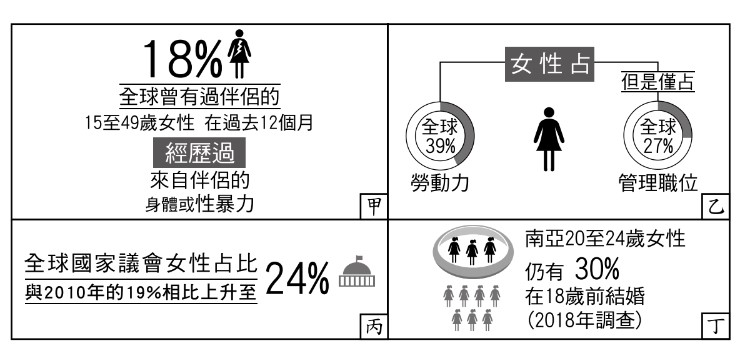 18%
全球曾有過伴侶的
15至49歲女性 在過去12個月
經歷過
來自伴侶的
身體或性暴力
甲
女性占
但是僅占
全球
39%
勞動力
全球
27%
管理職位
乙
全球國家議會女性占比
與2010年的19%相比上升至
24%
丙
南亞20至24歲女性
仍有 30%
在18歲前結婚
(2018年調查)
丁